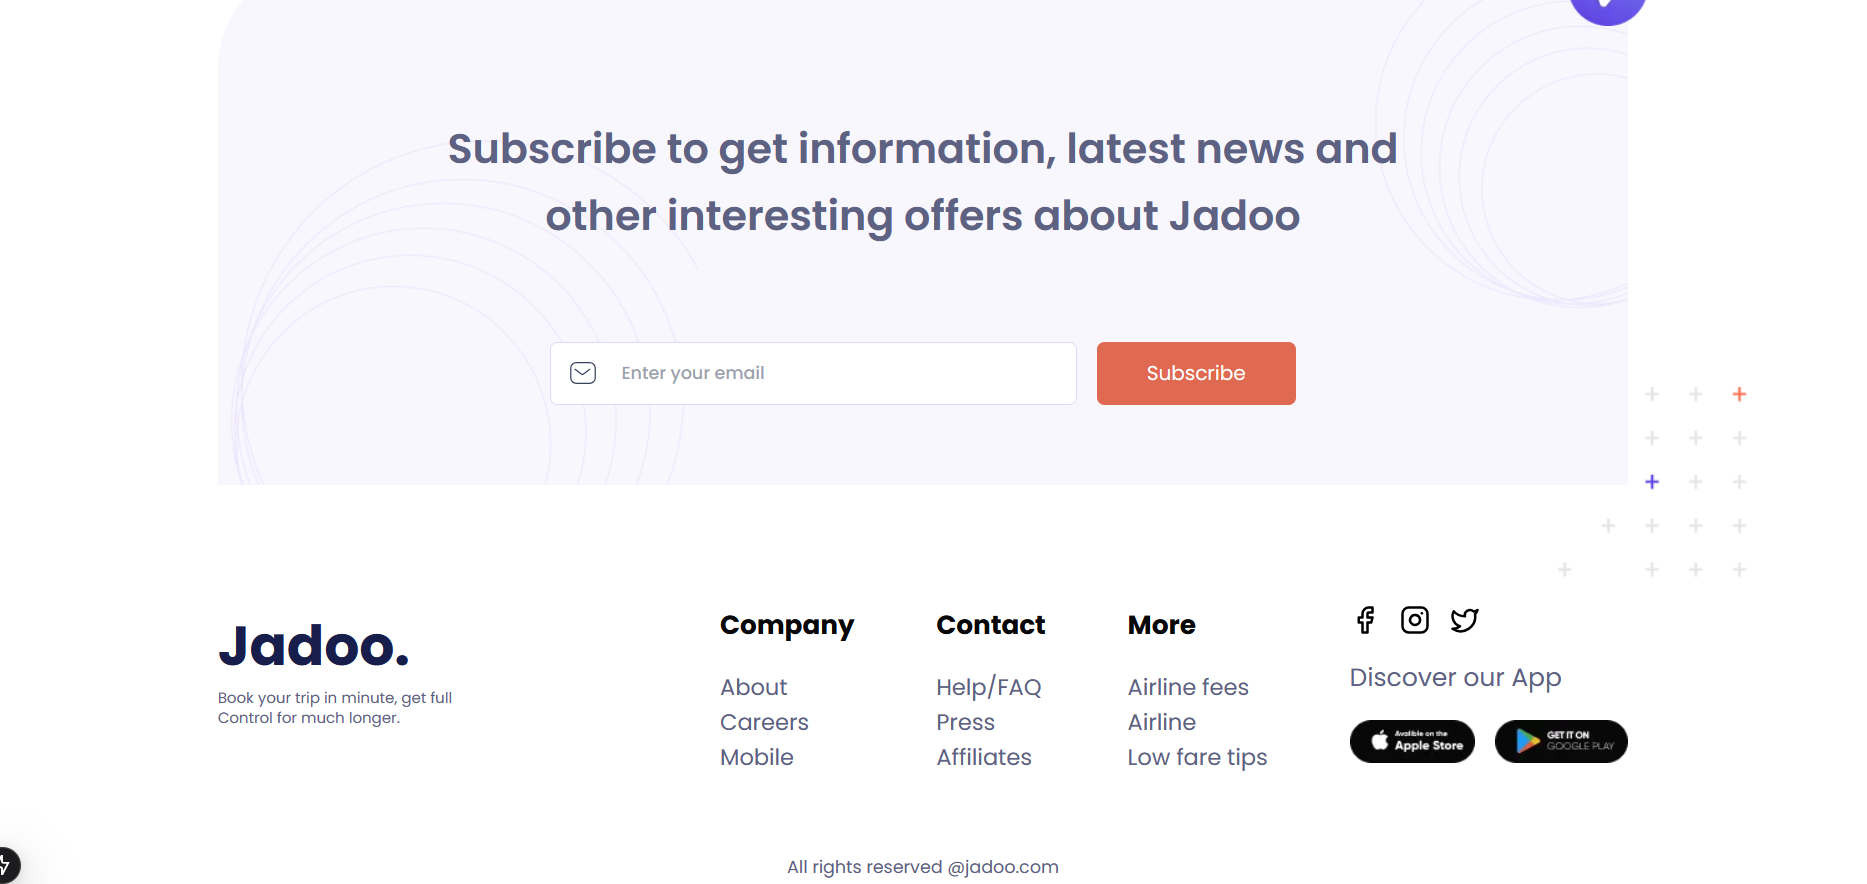 Subscribe to get information, latest news and
other interesting offers about Jadoo
Enter your email
Subscribe
Jadoo.
Book your trip in minute, get full
Control for much longer.
Company
About
Careers
Mobile
Contact
Help/FAQ
Press
Affiliates
More
Airline fees
Airline
Low fare tips
Discover our App
Avalible on the
Apple Store
GET IT ON
GOOGLE PLAY
All rights reserved @jadoo.com